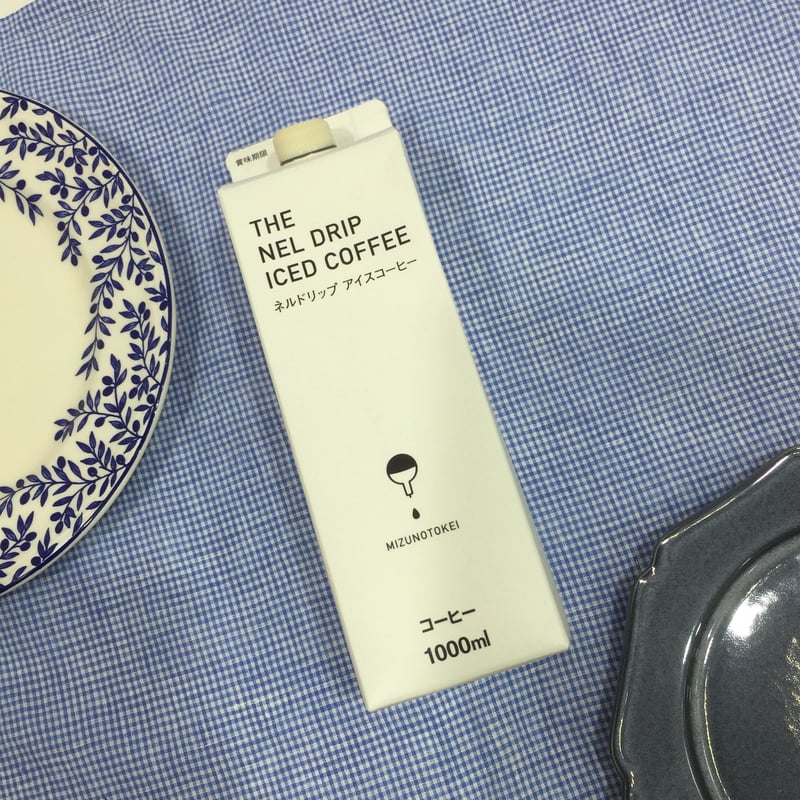 賞味期限
THE
NEL DRIP
ICED COFFEE
ネルドリップ アイスコーヒー
MIZUNOTOKEI
コーヒー
1000ml